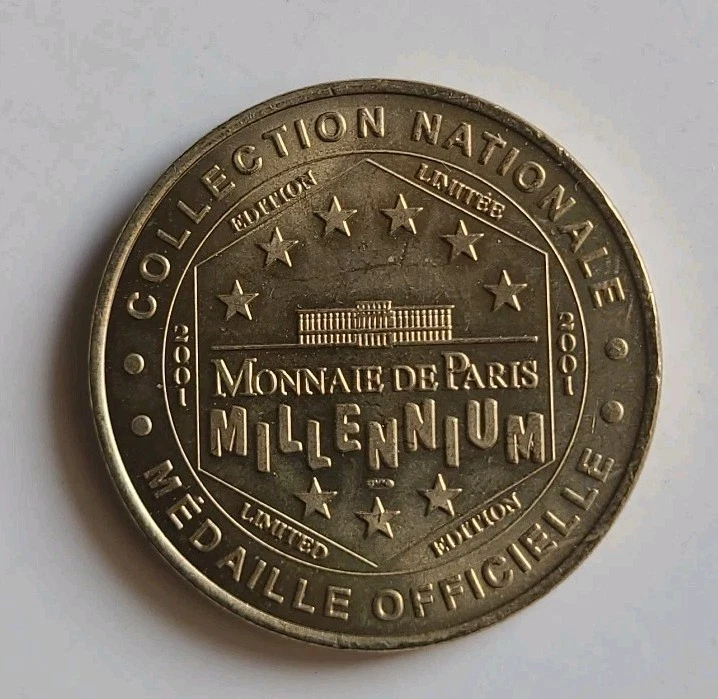 COLLECTION NATIONALE
EDITION LIMITÉE
2001
2001
MONNAIE DE PARIS
MILLENNIUM
LIMITED EDITION
MÉDAILLE OFFICIELLE